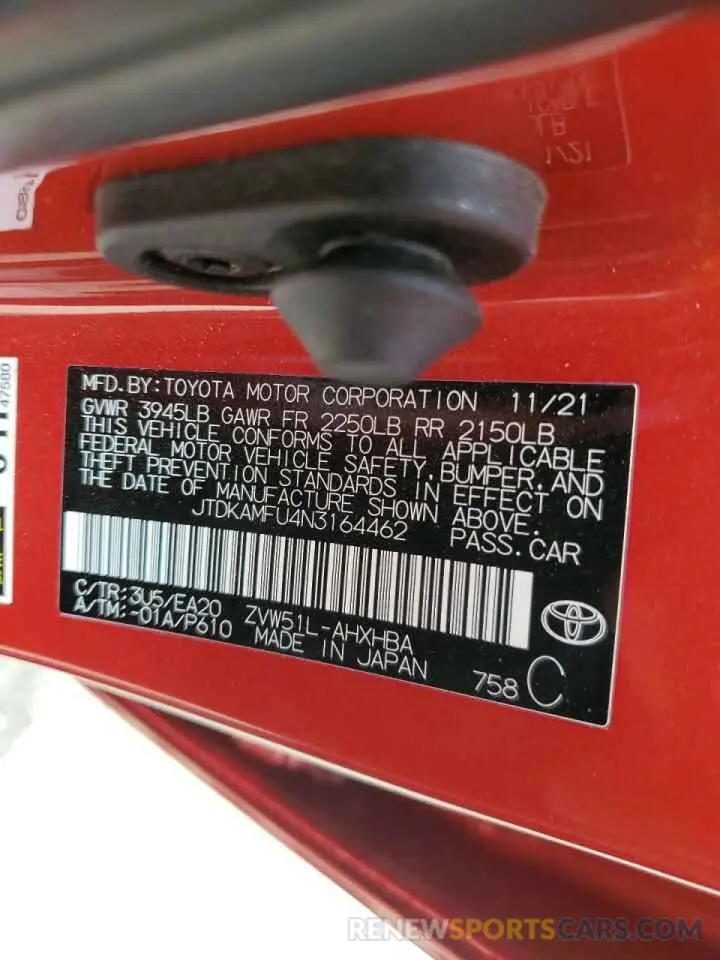 MFD.BY:TOYOTA MOTOR CORPORATION 11/21
GVWR 3945LB GAWR FR 2250LB RR 2150LB
THIS VEHICLE CONFORMS TO ALL APPLICABLE
FEDERAL MOTOR VEHICLE SAFETY,BUMPER,AND
THEFT PREVENTION STANDARDS IN EFFECT ON
THE DATE OF MANUFACTURE SHOWN ABOVE.
JTDKAMFU4N3164462 PASS.CAR
C/TR:3U5/EA20 ZVW51L-AHXHBA
A/TM:-01A/P610 MADE IN JAPAN
758 C
47580
RENEWSPORTSCARS.COM